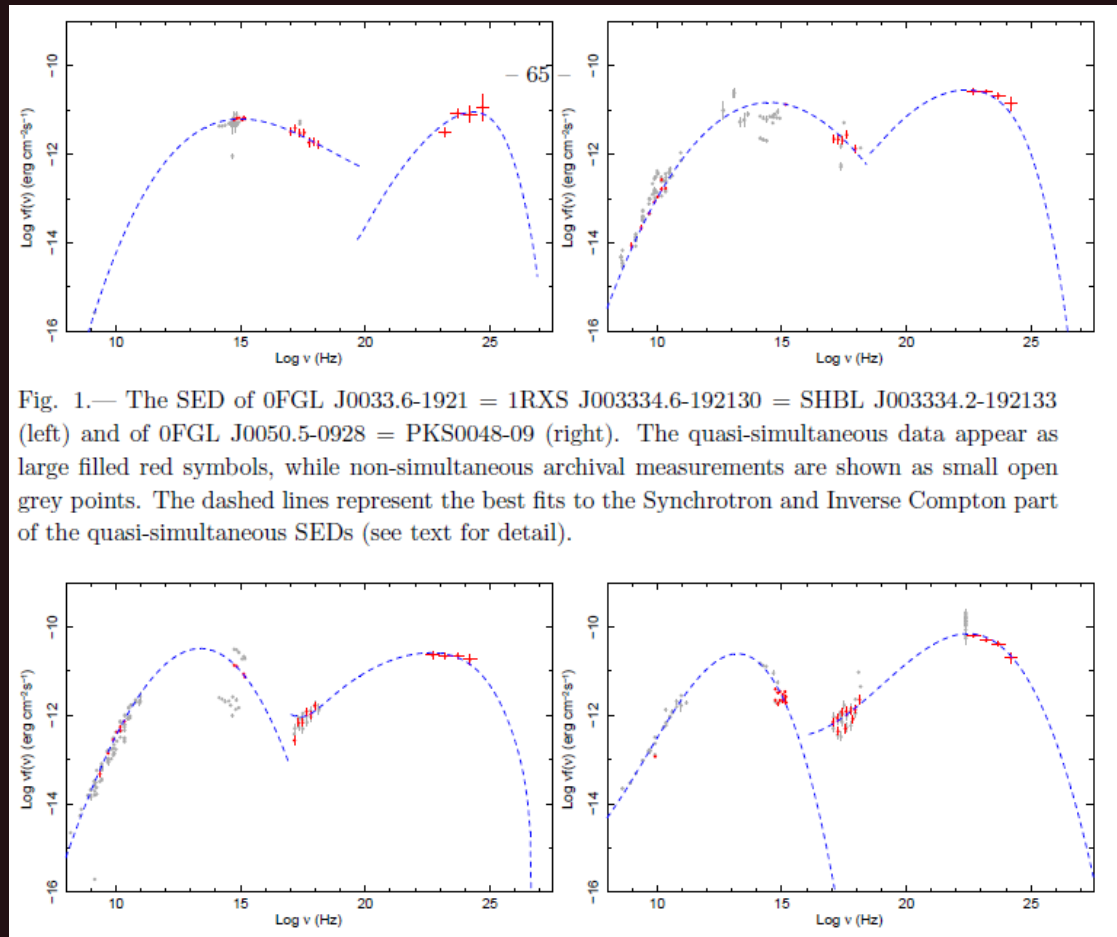 – 65 –
-10
-12
-14
-16
Log νf(ν) (erg cm⁻²s⁻¹)
10 15 20 25
Log ν (Hz)
-10
-12
-14
-16
Log νf(ν) (erg cm⁻²s⁻¹)
10 15 20 25
Log ν (Hz)
Fig. 1.— The SED of 0FGL J0033.6-1921 = 1RXS J003334.6-192130 = SHBL J003334.2-192133
(left) and of 0FGL J0050.5-0928 = PKS0048-09 (right). The quasi-simultaneous data appear as
large filled red symbols, while non-simultaneous archival measurements are shown as small open
grey points. The dashed lines represent the best fits to the Synchrotron and Inverse Compton part
of the quasi-simultaneous SEDs (see text for detail).
-10
-12
-14
-16
Log νf(ν) (erg cm⁻²s⁻¹)
10 15 20 25
Log ν (Hz)
-10
-12
-14
-16
Log νf(ν) (erg cm⁻²s⁻¹)
10 15 20 25
Log ν (Hz)